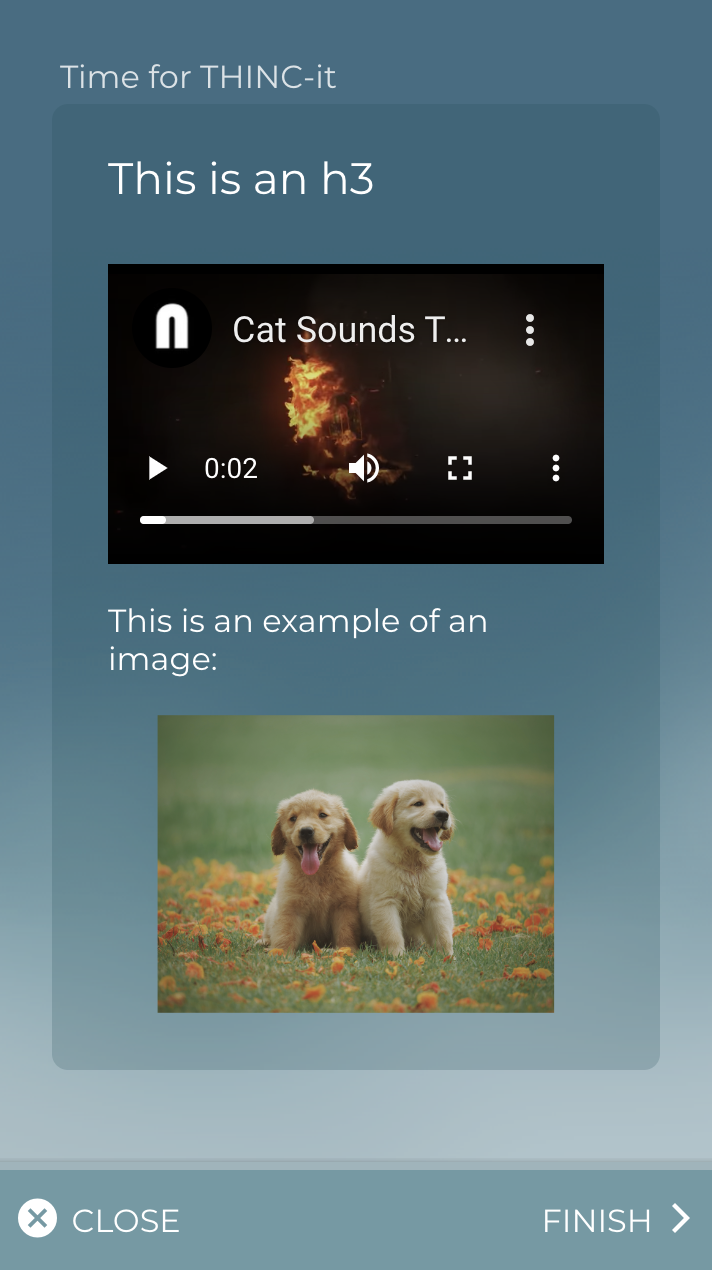 Time for THINC-it
This is an h3
Cat Sounds T...
0:02
This is an example of an
image:
CLOSE
FINISH